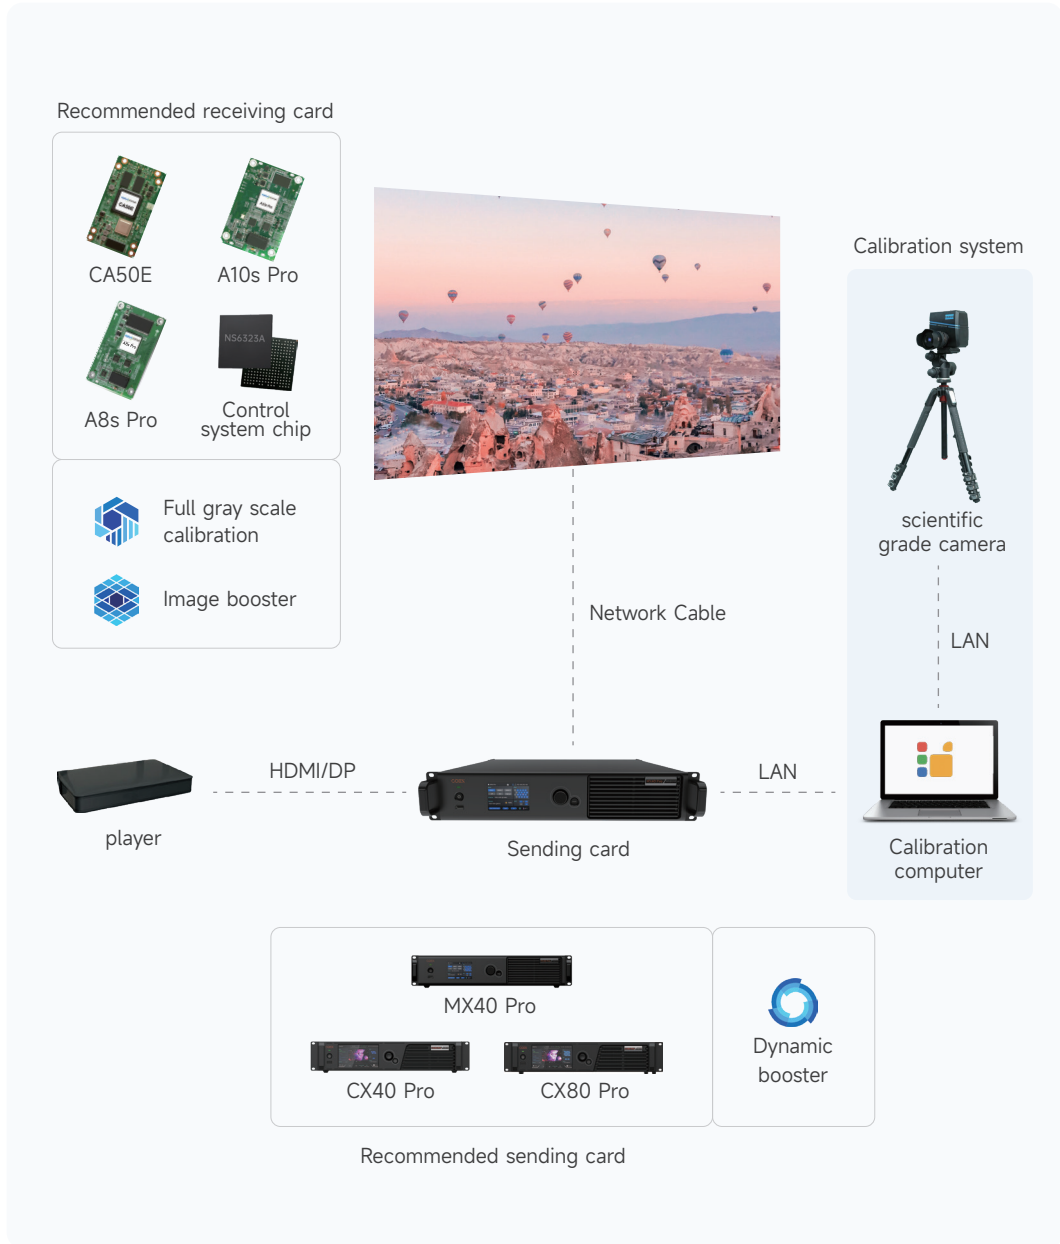 Recommended receiving card
CA50E
A10s Pro
NS6323A
A8s Pro
Control
system chip
Full gray scale
calibration
Image booster
Calibration system
scientific
grade camera
LAN
Network Cable
HDMI/DP
LAN
player
Sending card
Calibration
computer
MX40 Pro
CX40 Pro
CX80 Pro
Dynamic
booster
Recommended sending card